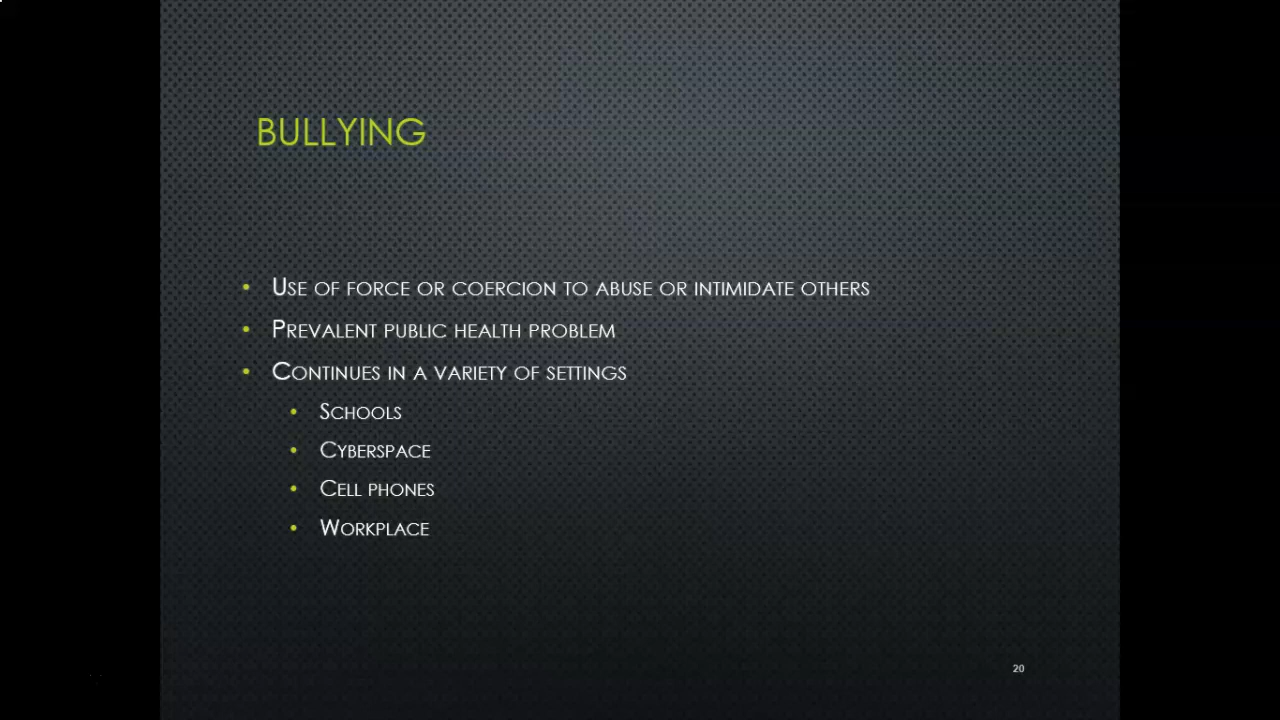 BULLYING
• Use of force or coercion to abuse or intimidate others
• Prevalent public health problem
• Continues in a variety of settings
• Schools
• Cyberspace
• Cell phones
• Workplace
20